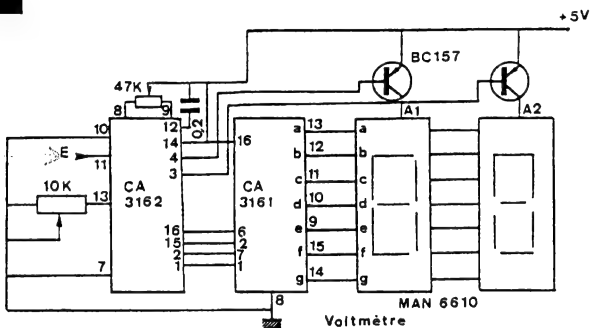 +5V
BC157
47K
8 9
A1 A2
10 12 0,2
E 14 16
11 4
3
a 13 a
b 12 b
CA 3162
CA 3161
c 11 c
10K 13
d 10 d
16 6
e 9 e
15 2
f 15 f
2 7
7 1 1
g 14 g
8
MAN 6610
Voltmètre